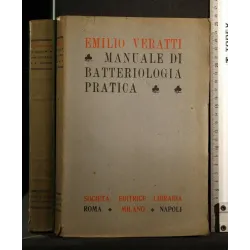 EMILIO VERATTI
♣ MANUALE DI
BATTERIOLOGIA
PRATICA ♣ ♣
SOCIETÀ EDITRICE LIBRARIA
ROMA ♦ MILANO ♦ NAPOLI